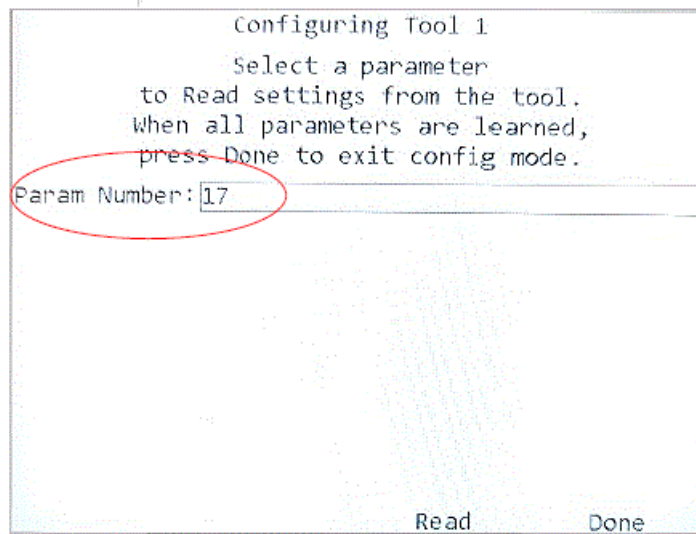 Configuring Tool 1
Select a parameter
to Read settings from the tool.
When all parameters are learned,
press Done to exit config mode.
Param Number: 17
Read Done